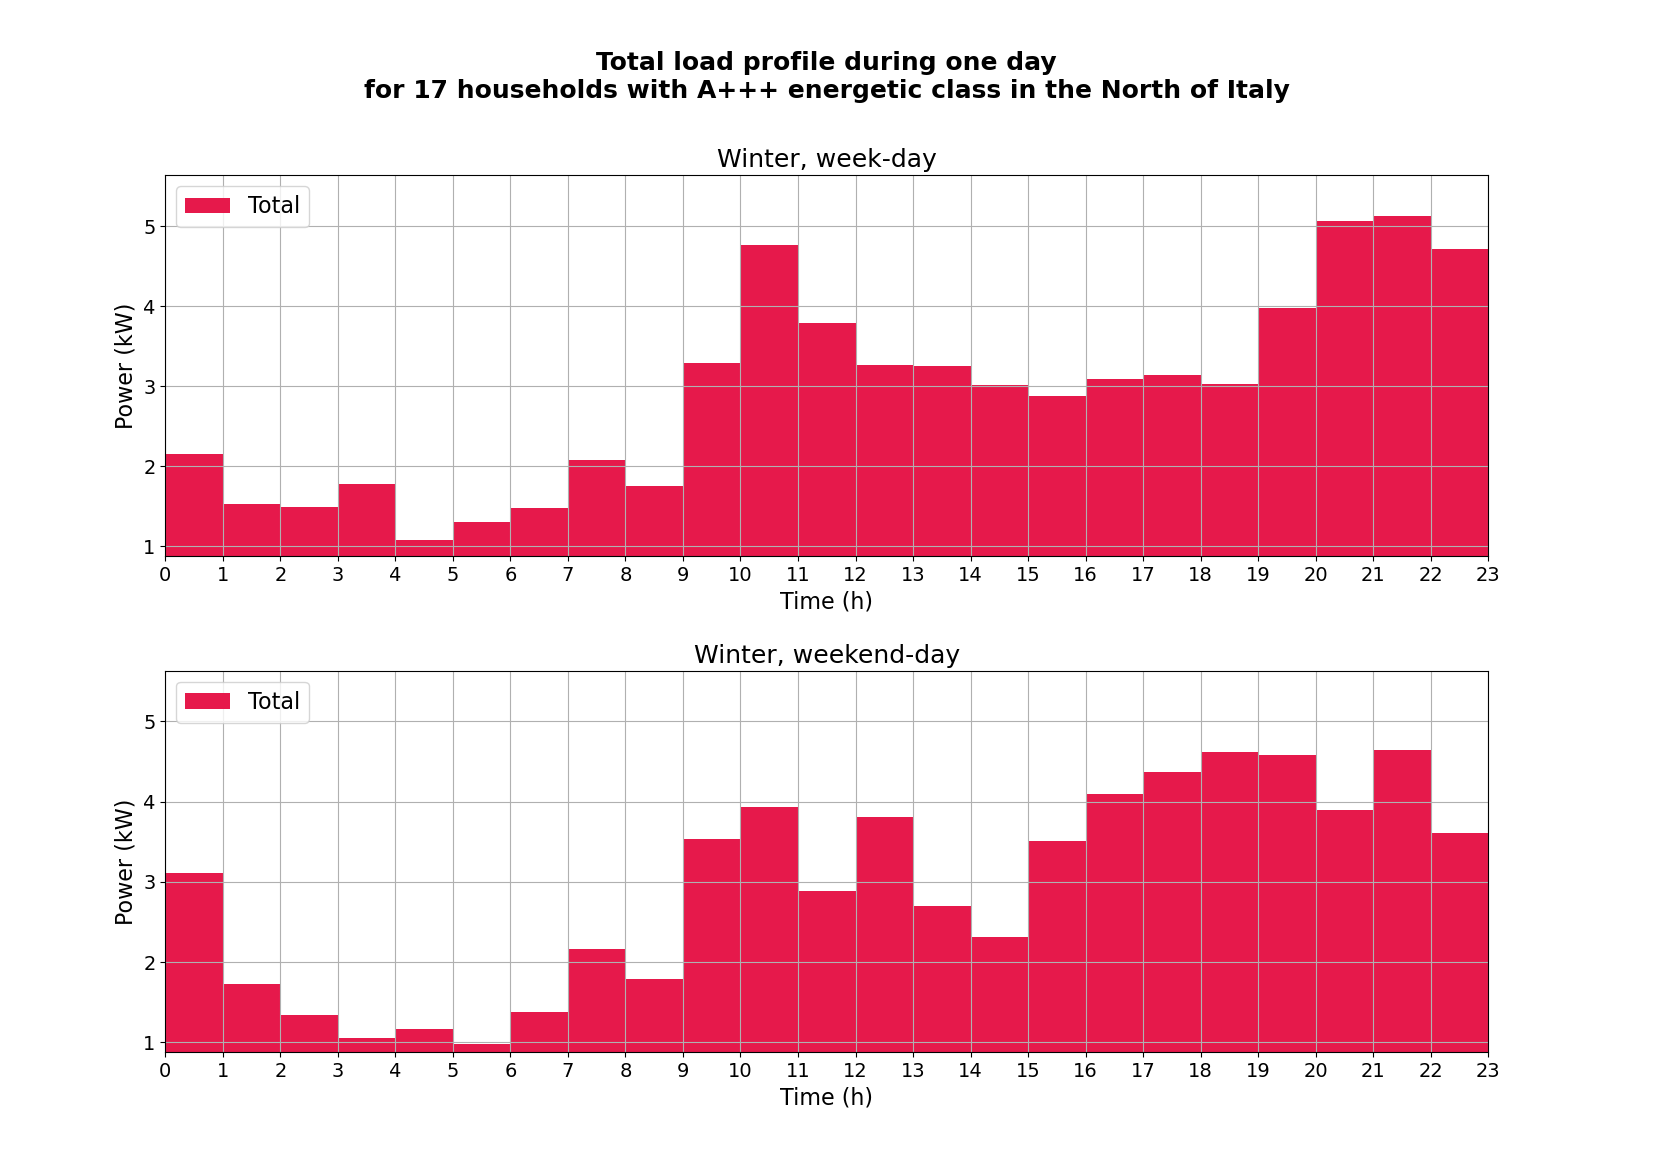 Total load profile during one day
for 17 households with A+++ energetic class in the North of Italy
Winter, week-day
Total
Power (kW)
5
4
3
2
1
0 1 2 3 4 5 6 7 8 9 10 11 12 13 14 15 16 17 18 19 20 21 22 23
Time (h)
Winter, weekend-day
Total
Power (kW)
5
4
3
2
1
0 1 2 3 4 5 6 7 8 9 10 11 12 13 14 15 16 17 18 19 20 21 22 23
Time (h)